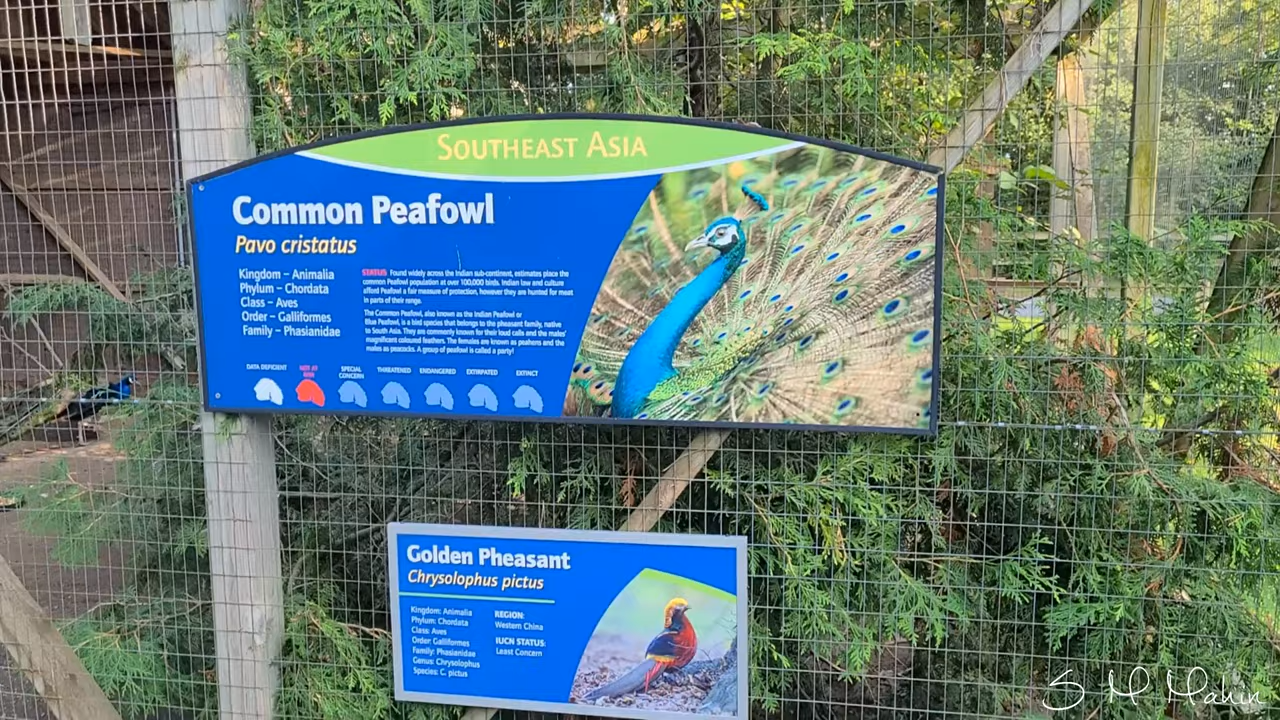 SOUTHEAST ASIA
Common Peafowl
Pavo cristatus
Kingdom – Animalia
Phylum – Chordata
Class – Aves
Order – Galliformes
Family – Phasianidae
STATUS Found widely across the Indian sub-continent, estimates place the
common Peafowl population at over 100,000 birds. Indian law and culture
afford Peafowl a fair measure of protection, however they are hunted for meat
in parts of their range.
The Common Peafowl, also known as the Indian Peafowl or
Blue Peafowl, is a bird species that belongs to the pheasant family, native
to South Asia. They are commonly known for their loud calls and the males'
magnificent coloured feathers. The females are known as peahens and the
males as peacocks. A group of peafowl is called a party!
DATA DEFICIENT
NOT AT
RISK
SPECIAL
CONCERN
THREATENED
ENDANGERED
EXTIRPATED
EXTINCT
Golden Pheasant
Chrysolophus pictus
Kingdom: Animalia
Phylum: Chordata
Class: Aves
Order: Galliformes
Family: Phasianidae
Genus: Chrysolophus
Species: C. pictus
REGION:
Western China
IUCN STATUS:
Least Concern
S M Mahin